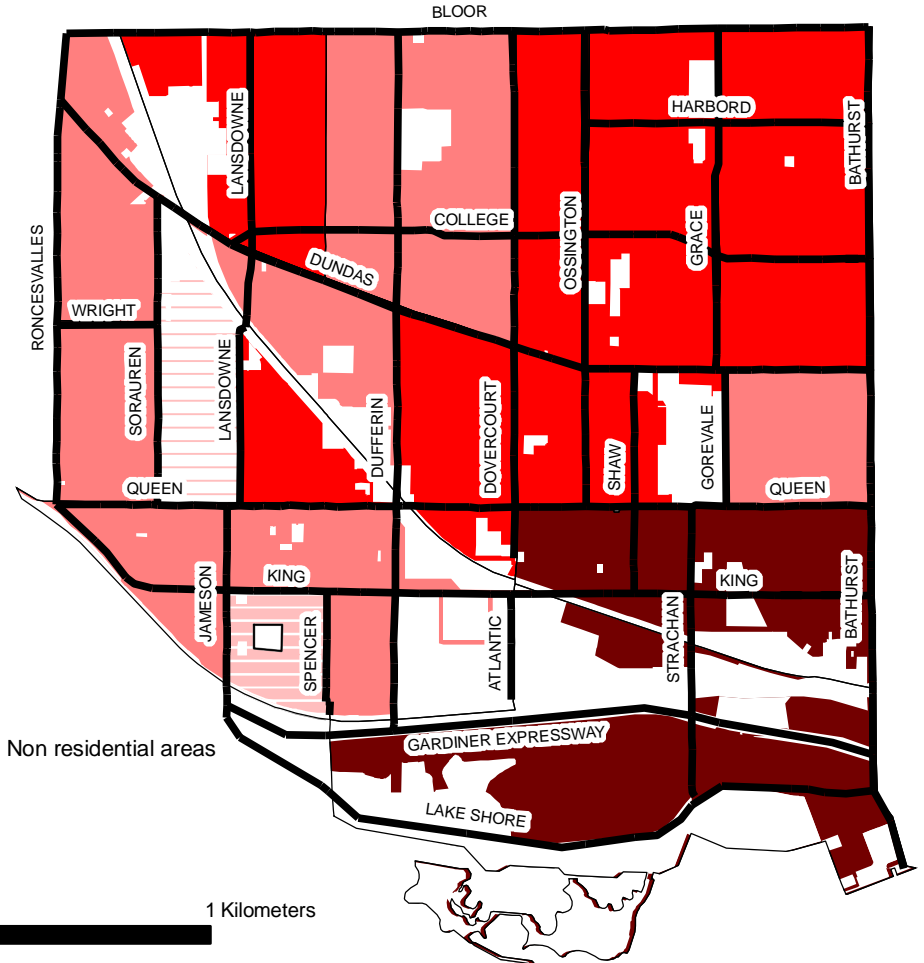 BLOOR
LANSDOWNE
HARBORD
BATHURST
COLLEGE
OSSINGTON
GRACE
DUNDAS
RONCESVALLES
WRIGHT
SORAUREN
LANSDOWNE
DUFFERIN
DOVERCOURT
SHAW
GOREVALE
QUEEN
QUEEN
KING
KING
JAMESON
SPENCER
ATLANTIC
STRACHAN
BATHURST
Non residential areas
GARDINER EXPRESSWAY
LAKE SHORE
1 Kilometers